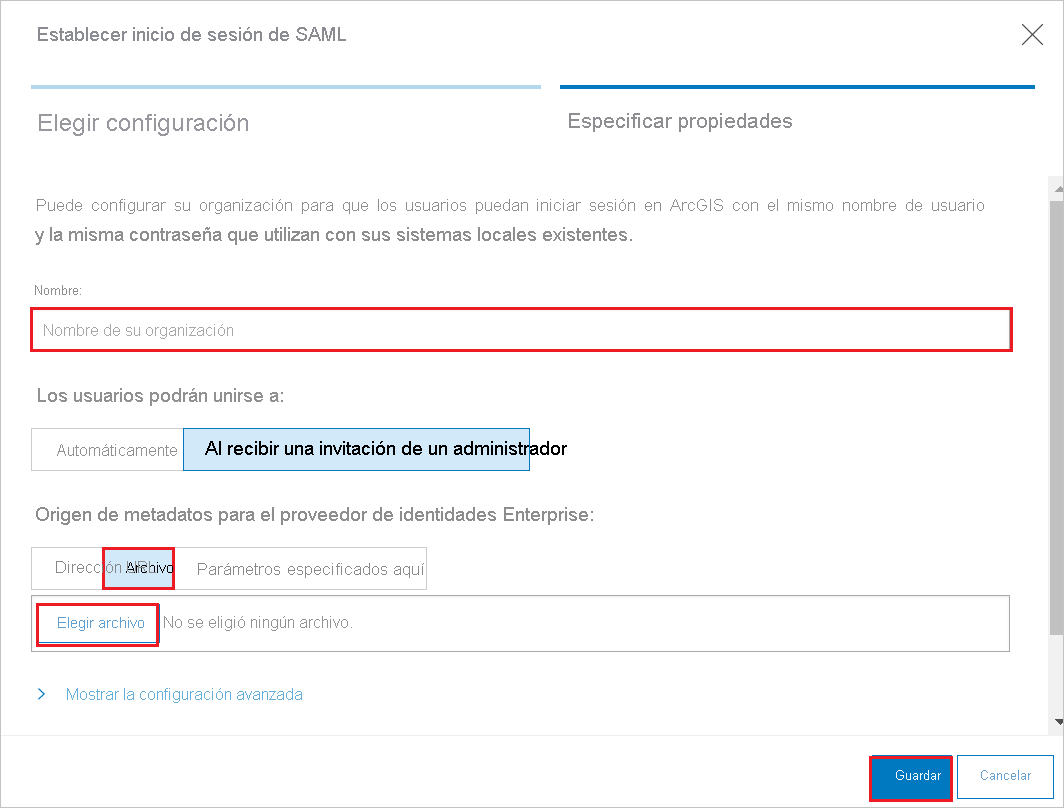 Establecer inicio de sesión de SAML
Elegir configuración
Especificar propiedades
Puede configurar su organización para que los usuarios puedan iniciar sesión en ArcGIS con el mismo nombre de usuario
y la misma contraseña que utilizan con sus sistemas locales existentes.
Nombre:
Nombre de su organización
Los usuarios podrán unirse a:
Automáticamente
Al recibir una invitación de un administrador
Origen de metadatos para el proveedor de identidades Enterprise:
Dirección
Archivo
Parámetros especificados aquí
Elegir archivo
No se eligió ningún archivo.
Mostrar la configuración avanzada
Guardar
Cancelar